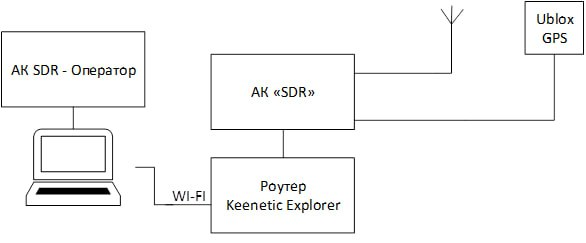 Ublox
GPS
АК SDR - Оператор
АК «SDR»
WI-FI
Роутер
Keenetic Explorer